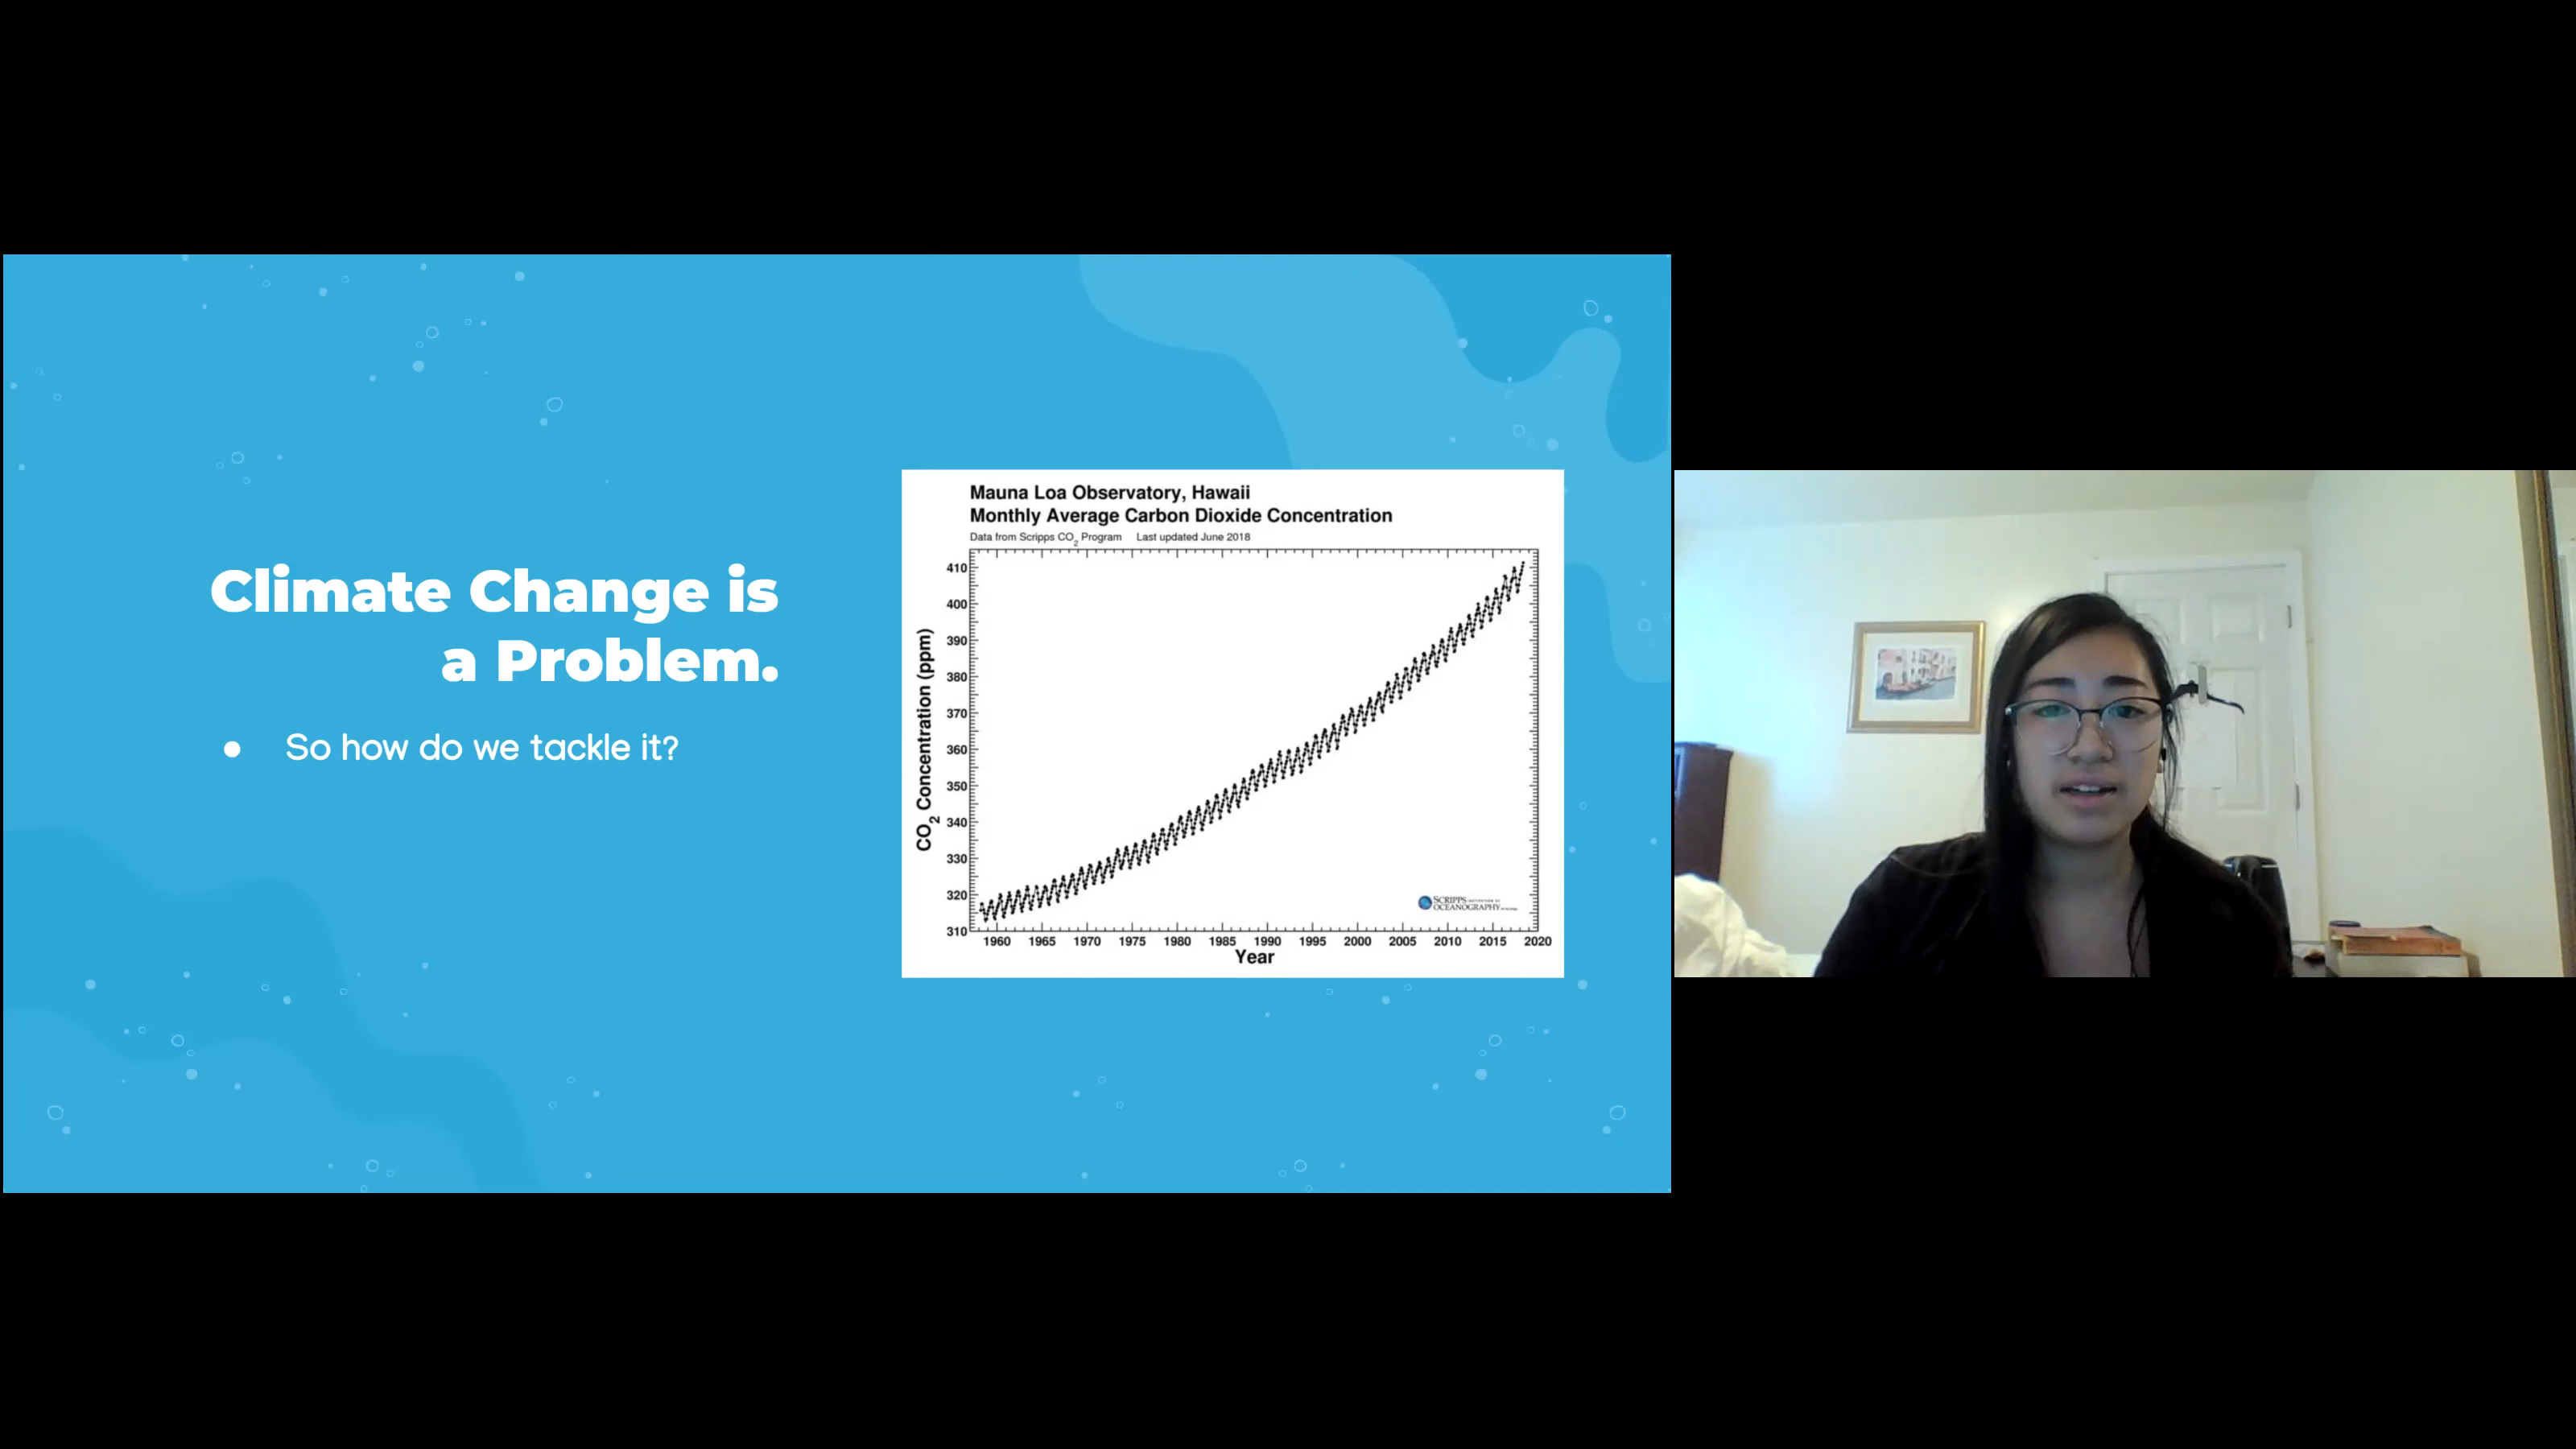 Climate Change is
a Problem.
● So how do we tackle it?
Mauna Loa Observatory, Hawaii
Monthly Average Carbon Dioxide Concentration
Data from Scripps CO2 Program Last updated June 2018
CO2 Concentration (ppm)
410
400
390
380
370
360
350
340
330
320
310
SCRIPPS INSTITUTION OF
OCEANOGRAPHY
1960 1965 1970 1975 1980 1985 1990 1995 2000 2005 2010 2015 2020
Year